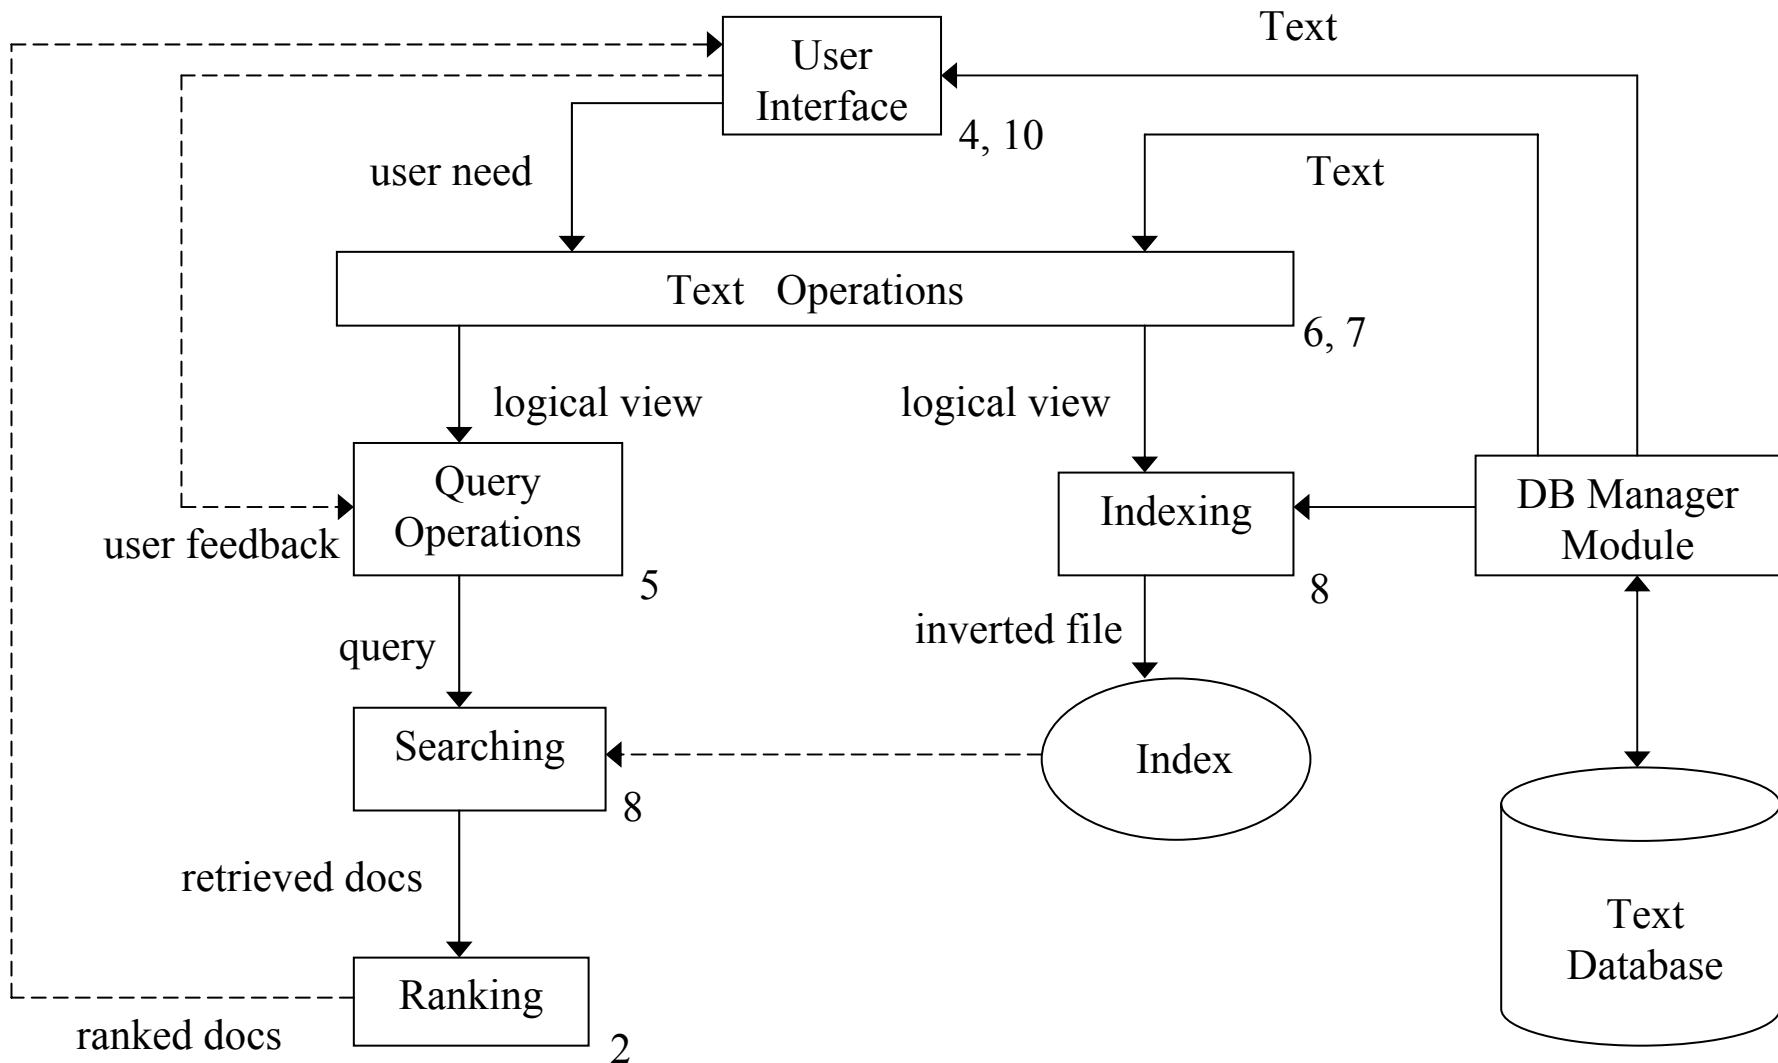 Text
User
Interface
4, 10
user need
Text
Text Operations
6, 7
logical view
logical view
Query
Operations
Indexing
DB Manager
Module
user feedback
5
8
inverted file
query
Searching
Index
8
retrieved docs
Text
Database
Ranking
ranked docs
2